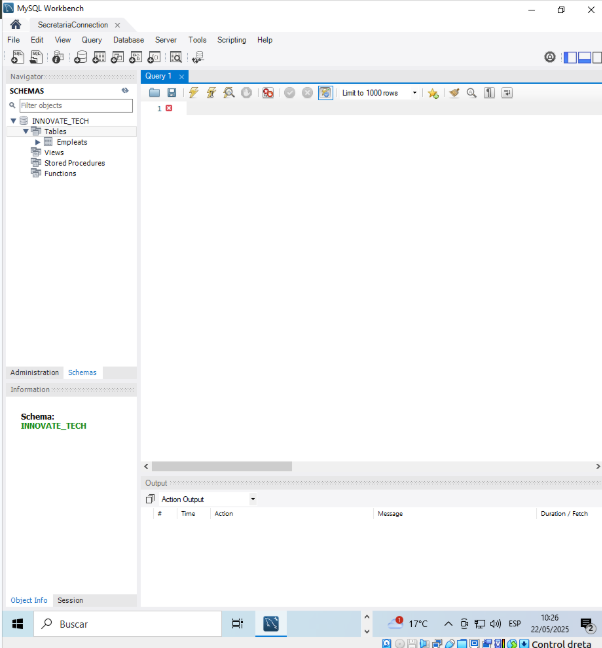 MySQL Workbench
SecretariaConnection
File Edit View Query Database Server Tools Scripting Help
Navigator
SCHEMAS
Filter objects
INNOVATE_TECH
Tables
Empleats
Views
Stored Procedures
Functions
Administration Schemas
Information
Schema:
INNOVATE_TECH
Object Info Session
Query 1
Limit to 1000 rows
1
Output
Action Output
# Time Action Message Duration / Fetch
Buscar
17°C
ESP
10:26
22/05/2025
2
Control dreta